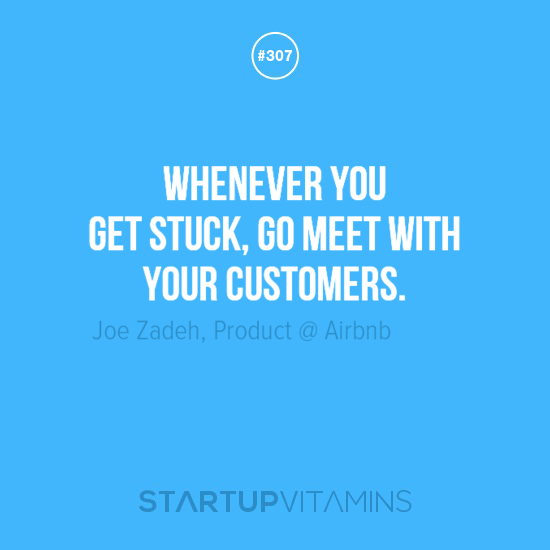 #307
WHENEVER YOU
GET STUCK, GO MEET WITH
YOUR CUSTOMERS.
Joe Zadeh, Product @ Airbnb
STARTUPVITAMINS